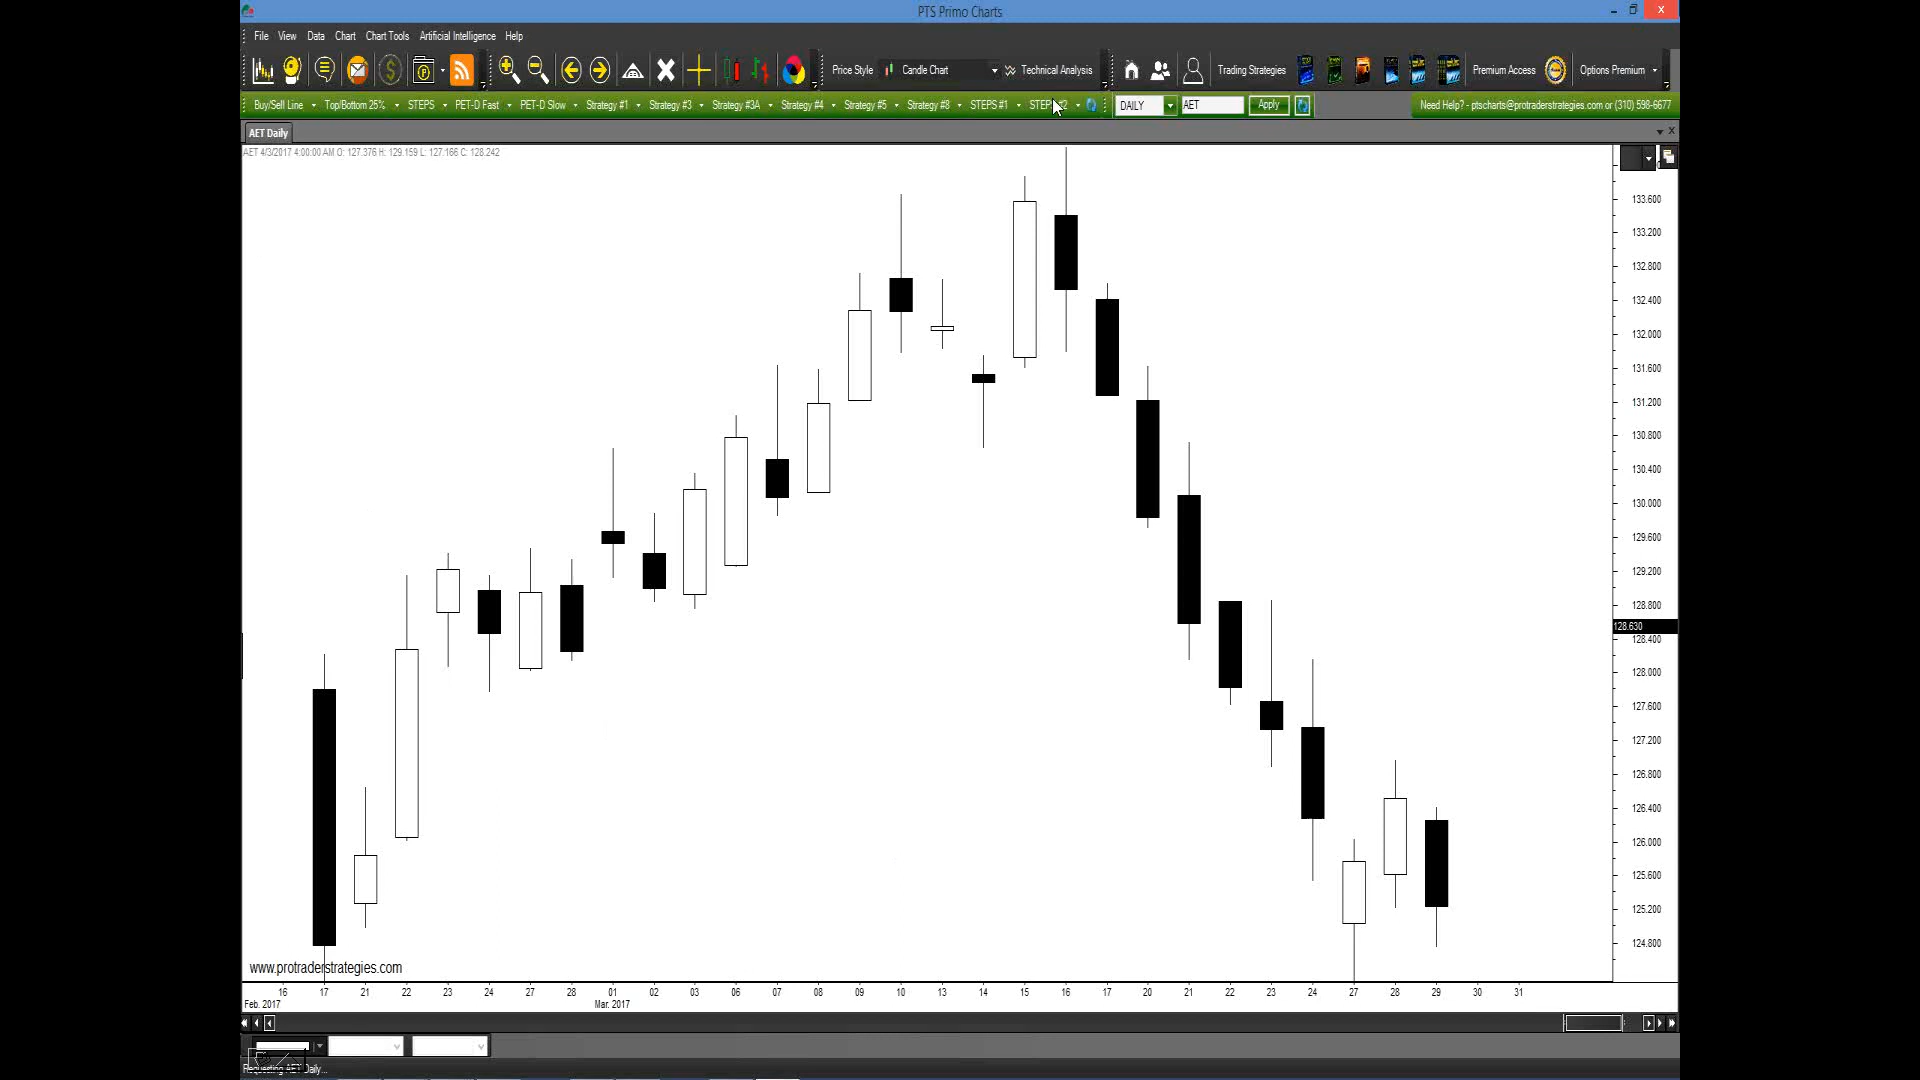 PTS Primo Charts
File View Data Chart Chart Tools Artificial Intelligence Help
Price Style Candle Chart Technical Analysis Trading Strategies Premium Access Options Premium
Buy/Sell Line Top/Bottom 25% STEPS PET-D Fast PET-D Slow Strategy #1 Strategy #3 Strategy #3A Strategy #4 Strategy #5 Strategy #8 STEPS #1 DAILY AET Apply Need Help? - ptscharts@protraderstrategies.com or (310) 598-6677
AET Daily
AET 4/3/2017 4:00:00 AM O: 127.376 H: 129.159 L: 127.166 C: 128.242
133.600
133.200
132.800
132.400
132.000
131.600
131.200
130.800
130.400
130.000
129.600
129.200
128.800
128.630
128.400
128.000
127.600
127.200
126.800
126.400
126.000
125.600
125.200
124.800
www.protraderstrategies.com
16 17 21 22 23 24 27 28 01 02 03 06 07 08 09 10 13 14 15 16 17 20 21 22 23 24 27 28 29 30 31
Feb. 2017 Mar. 2017
Daily...